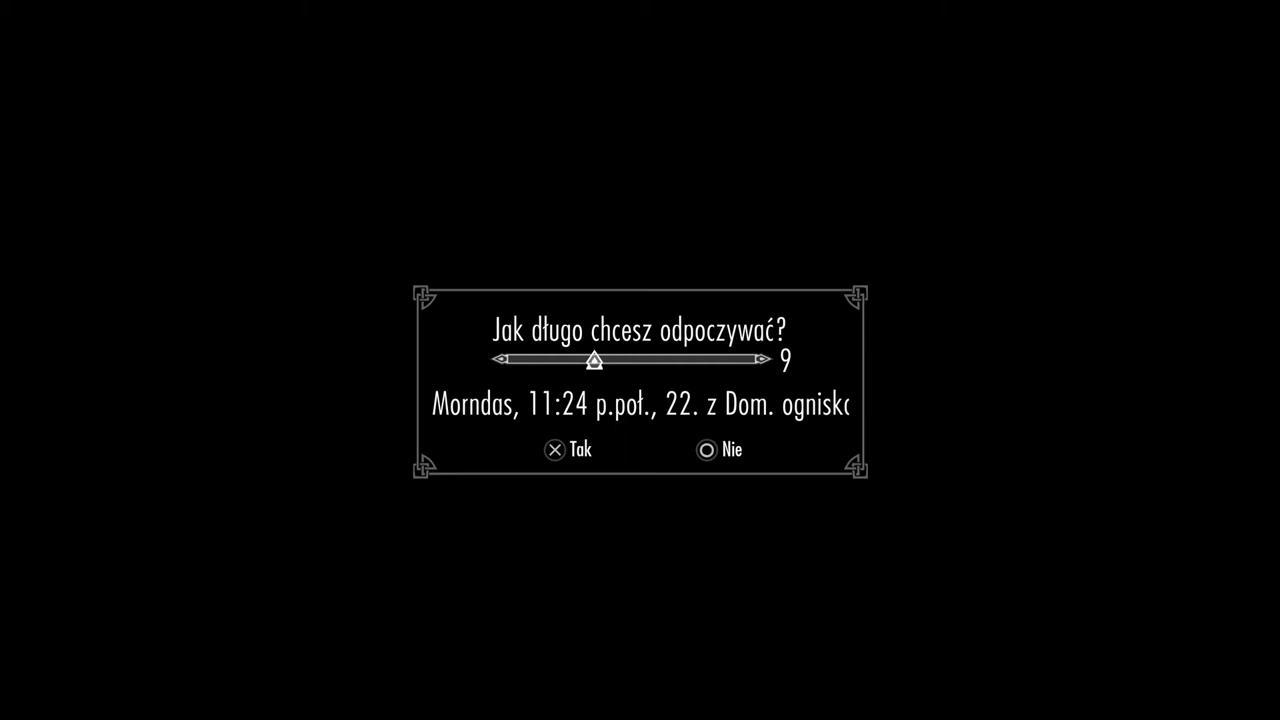 Jak długo chcesz odpoczywać?
9
Morndas, 11:24 p.poł., 22. z Dom. ognisk
Tak
Nie